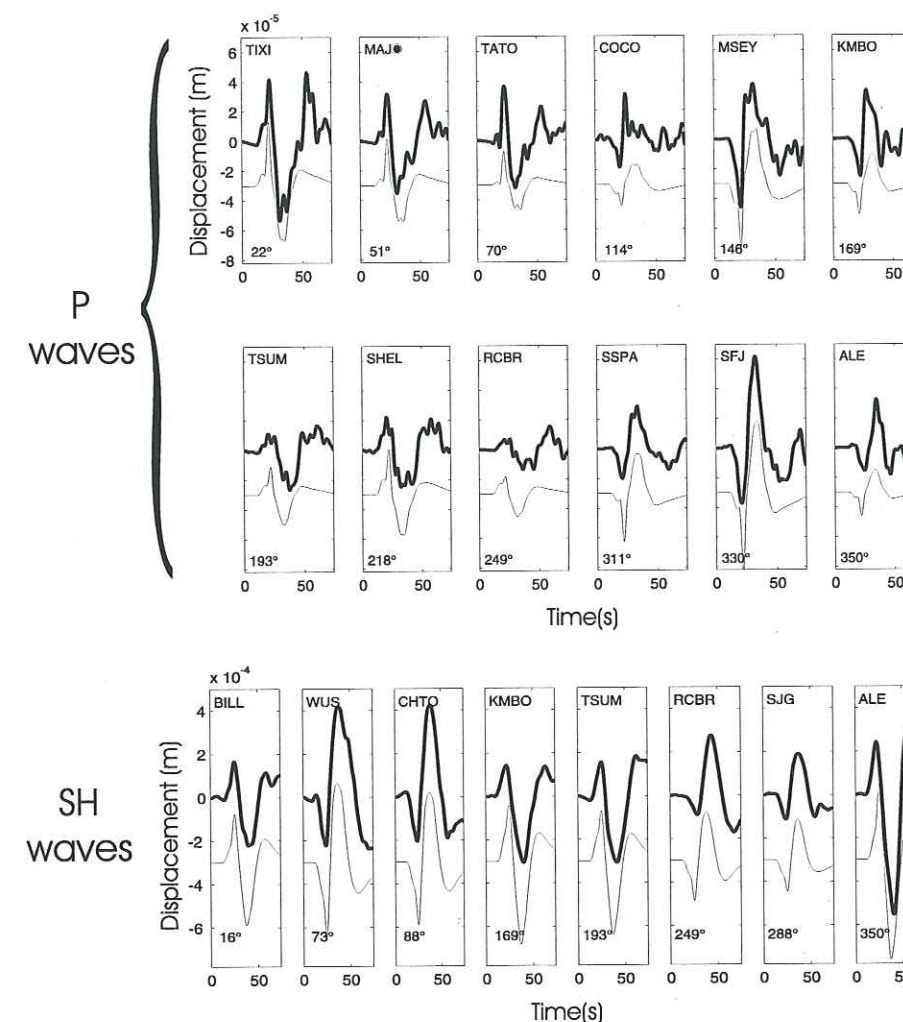 x 10⁻⁵
TIXI MAJ TATO COCO MSEY KMBO
Displacement (m)
6
4
2
0
-2
-4
-6
-8
22° 51° 70° 114° 146° 169°
0 50 0 50 0 50 0 50 0 50 0 50
P
waves
TSUM SHEL RCBR SSPA SFJ ALE
193° 218° 249° 311° 330° 350°
0 50 0 50 0 50 0 50 0 50 0 50
Time(s)
x 10⁻⁴
BILL WUS CHTO KMBO TSUM RCBR SJG ALE
Displacement (m)
4
2
0
-2
-4
-6
SH
waves
16° 73° 88° 169° 193° 249° 288° 350°
0 50 0 50 0 50 0 50 0 50 0 50 0 50 0 50
Time(s)